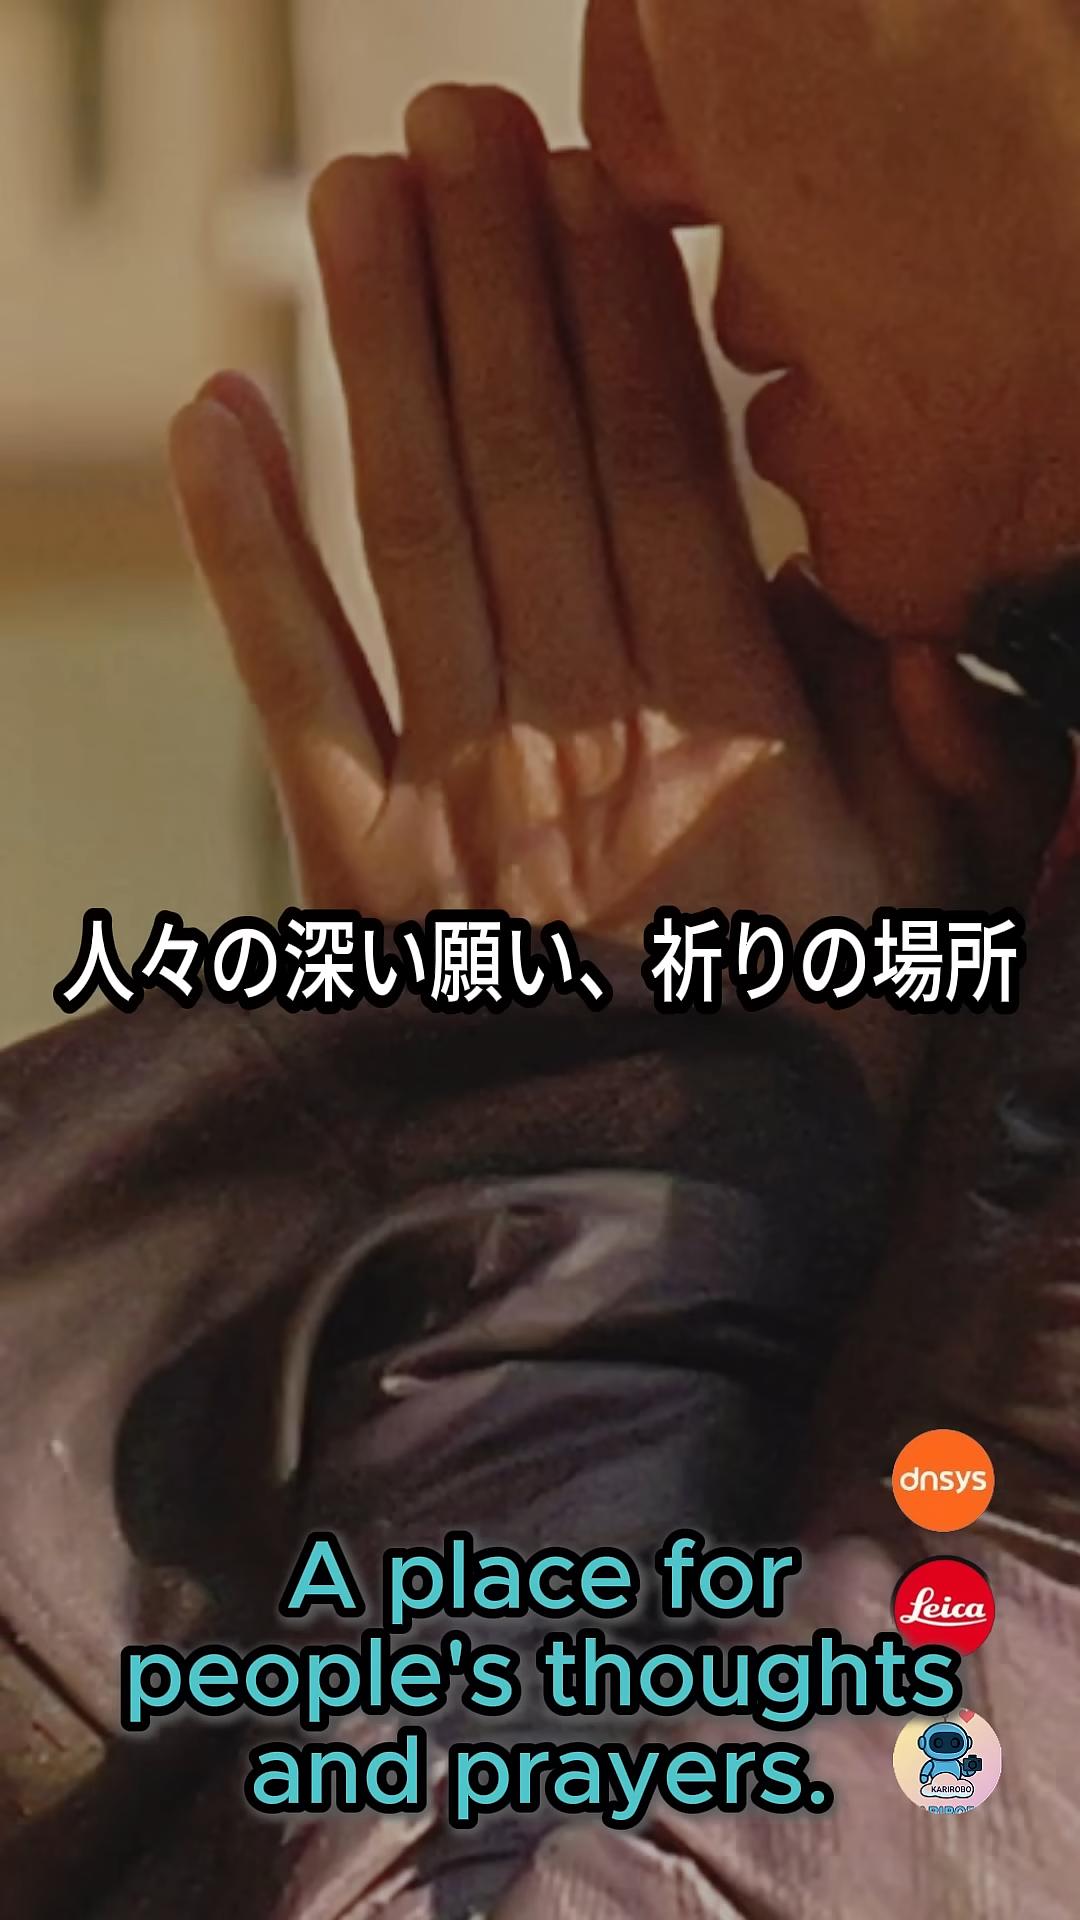 人々の深い願い、祈りの場所
dnsys
Leica
A place for
people's thoughts
and prayers.
KARIROBO